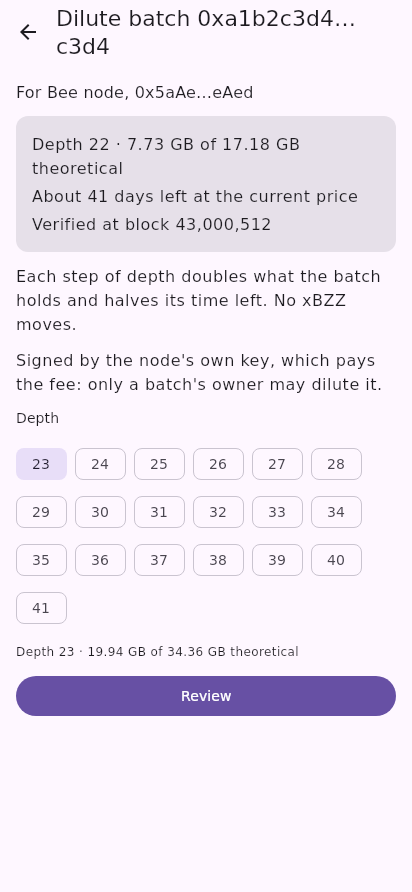 Dilute batch 0xa1b2c3d4…
c3d4
For Bee node, 0x5aAe…eAed
Depth 22 · 7.73 GB of 17.18 GB
theoretical
About 41 days left at the current price
Verified at block 43,000,512
Each step of depth doubles what the batch
holds and halves its time left. No xBZZ
moves.
Signed by the node's own key, which pays
the fee: only a batch's owner may dilute it.
Depth
23 24 25 26 27 28
29 30 31 32 33 34
35 36 37 38 39 40
41
Depth 23 · 19.94 GB of 34.36 GB theoretical
Review